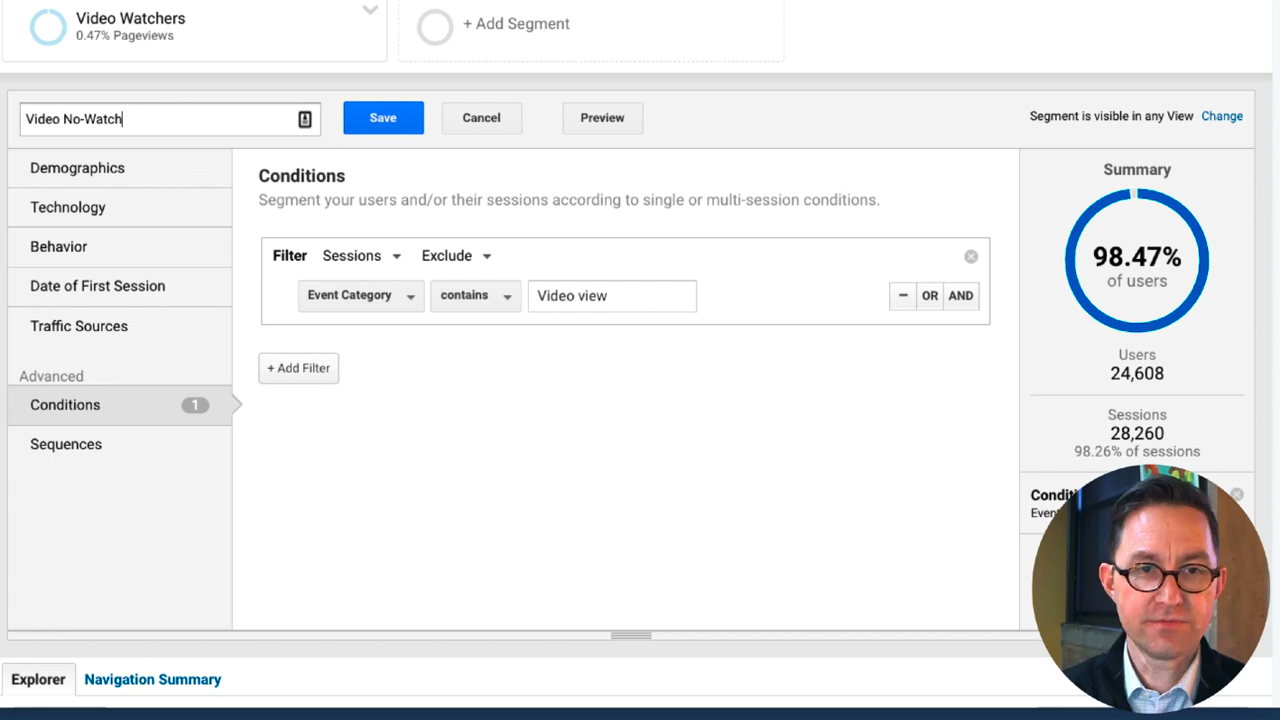 Video Watchers
0.47% Pageviews
+ Add Segment
Video No-Watch
Save
Cancel
Preview
Segment is visible in any View Change
Demographics
Technology
Behavior
Date of First Session
Traffic Sources
Advanced
Conditions 1
Sequences
Conditions
Segment your users and/or their sessions according to single or multi-session conditions.
Filter Sessions Exclude
Event Category contains Video view
− OR AND
+ Add Filter
Summary
98.47%
of users
Users
24,608
Sessions
28,260
98.26% of sessions
Explorer Navigation Summary